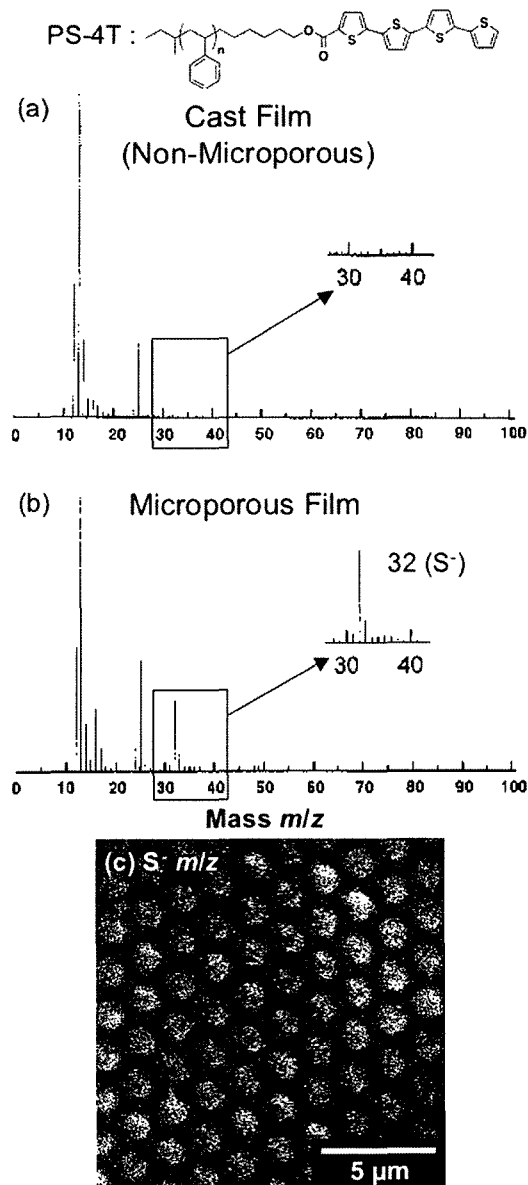 PS-4T :
n
O
O
S
S
S
S
(a)
Cast Film
(Non-Microporous)
30 40
0 10 20 30 40 50 60 70 80 90 100
(b) Microporous Film
32 (S⁻)
30 40
0 10 20 30 40 50 60 70 80 90 100
Mass m/z
(c) S⁻ m/z
5 µm